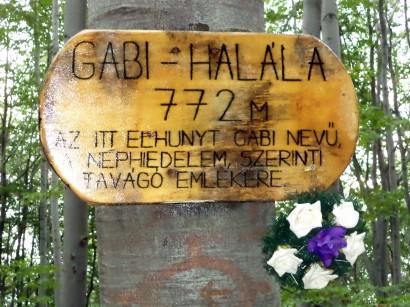 GABI - HALÁLA
772 M
AZ ITT ELHUNYT GABI NEVŰ,
A NÉPHIEDELEM, SZERINTI
FAVÁGÓ EMLÉKÉRE.